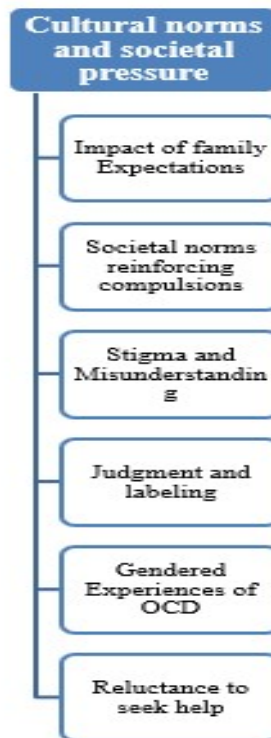 Cultural norms
and societal
pressure
Impact of family
Expectations
Societal norms
reinforcing
compulsions
Stigma and
Misunderstandin
g
Judgment and
labeling
Gendered
Experiences of
OCD
Reluctance to
seek help